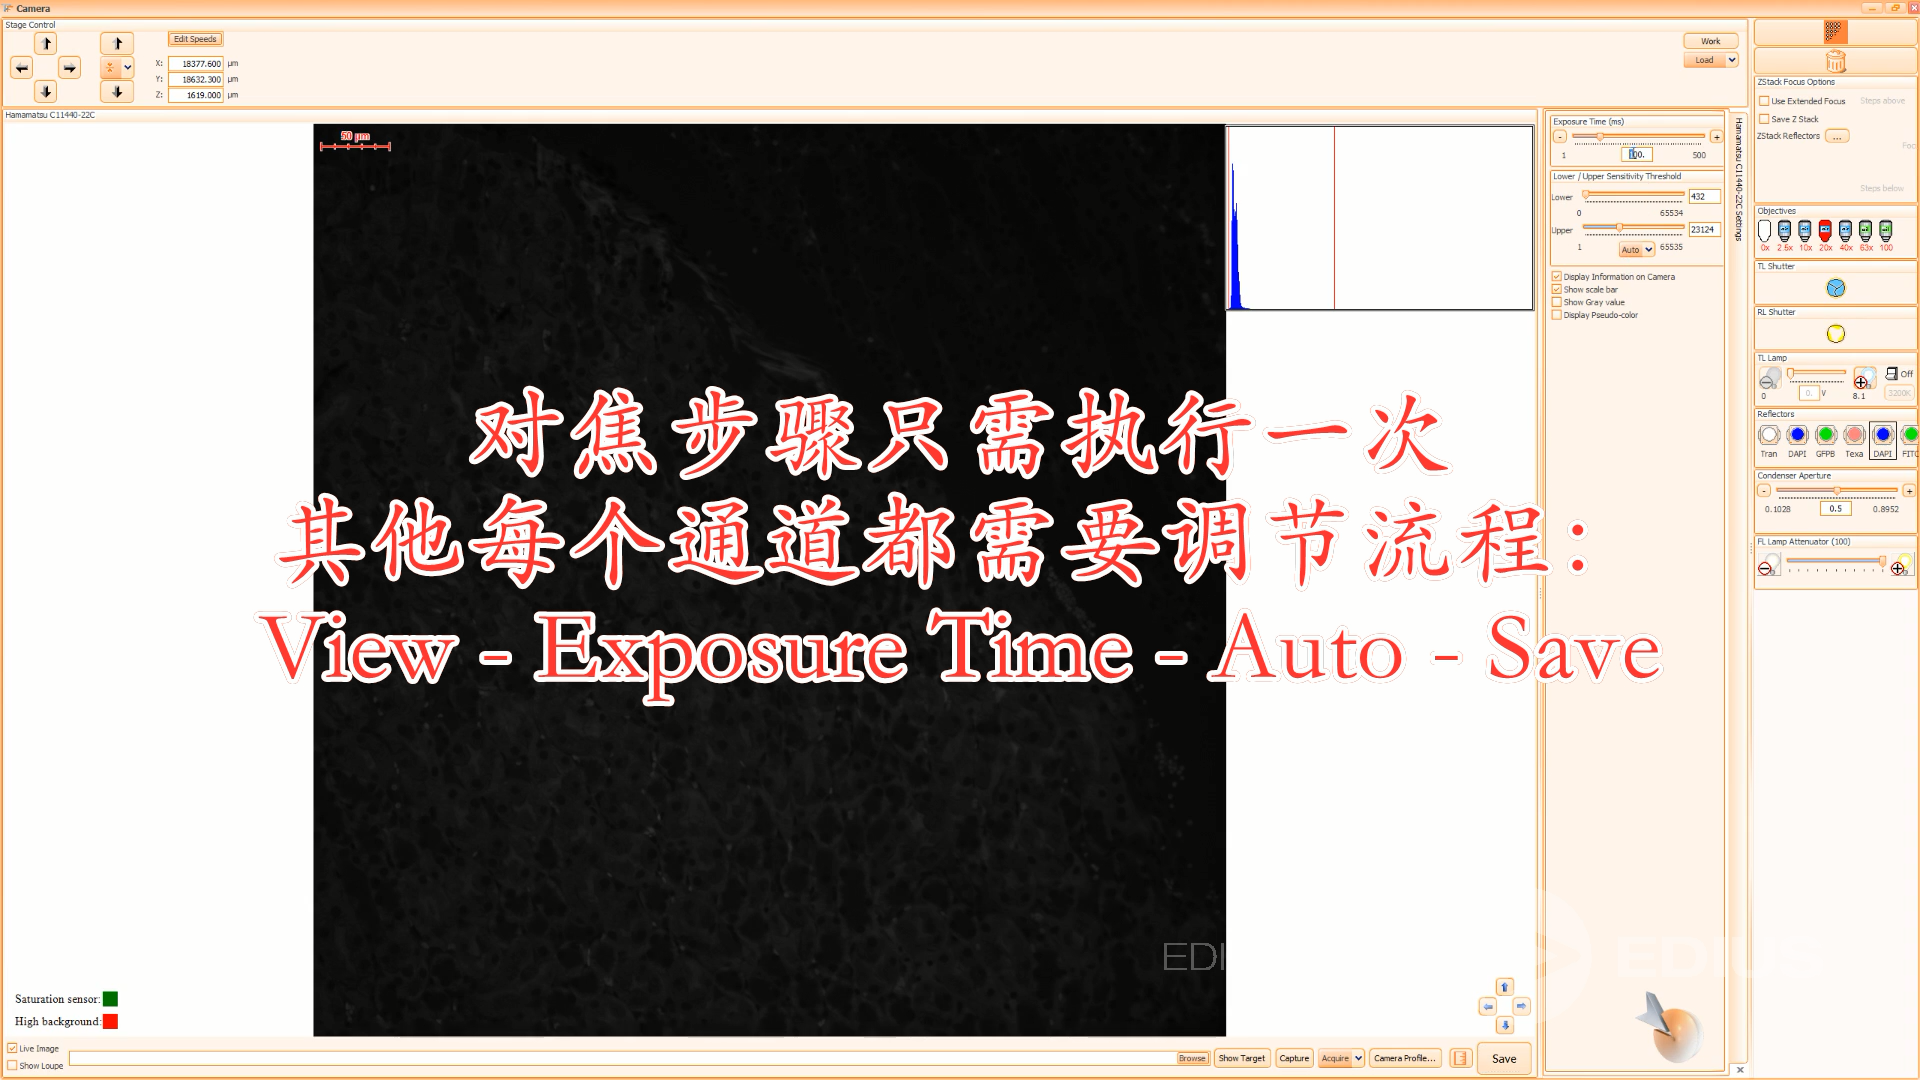 Camera
Stage Control
Edit Speeds
X: 18377.600 µm
Y: 18632.300 µm
Z: 1619.000 µm
Work
Load
Hamamatsu C11440-22C
50 µm
对焦步骤只需执行一次
其他每个通道都需要调节流程：
View - Exposure Time - Auto - Save
Saturation sensor:
High background:
Live Image
Show Loupe
Browse
Show Target
Capture
Acquire
Camera Profile...
Save
Exposure Time (ms)
- +
1 100. 500
Lower / Upper Sensitivity Threshold
Lower 432
0 65534
Upper 23124
1 Auto 65535
Display Information on Camera
Show scale bar
Show Gray value
Display Pseudo-color
Hamamatsu C11440-22C Settings
ZStack Focus Options
Use Extended Focus Steps above
Save Z Stack
ZStack Reflectors ...
Foc
Steps below
Objectives
0x 2.5x 10x 20x 40x 63x 100
TL Shutter
RL Shutter
TL Lamp
Off
0 0. V 8.1 3200K
Reflectors
Tran DAPI GFPB Texa DAPI FITC
Condenser Aperture
- +
0.1028 0.5 0.8952
FL Lamp Attenuator (100)
EDI
EDIUS